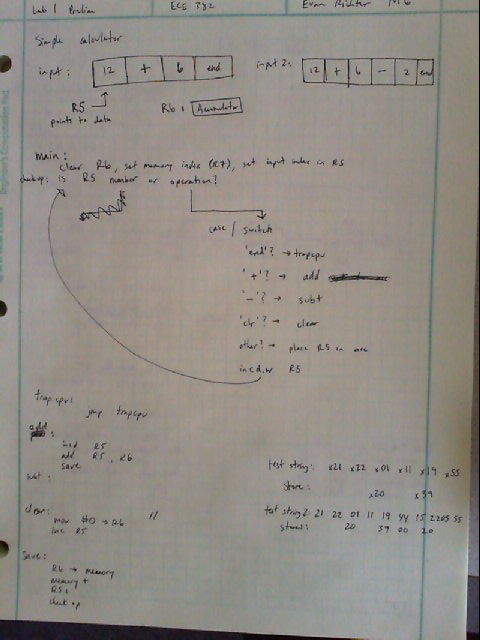 Lab 1 Prelim ECE 382 Evan Richter M6
Simple calculator
input: 12 + 6 end input 2: 12 + 6 - 2 end
R5 R6: Accumulator
points to data
main:
clear R6, set memory index (R7), set input index in R5
checkop: is R5 number or operation?
case / switch
'end'? → trapcpu
'+'? → add
'-'? → subt
'clr'? → clear
other? → place R5 in acc
incd.w R5
trapcpu:
jmp trapcpu
add:
incd R5
add R5, R6
save
subt: "
clear:
mov #0 → R6
inc R5
save:
R6 → memory
memory +
R5+
check op
test string: x21 x22 x01 x11 x19 x55
store: x20 x39
test string 2: 21 22 01 11 19 44 15 2205 55
stores: 20 39 00 20